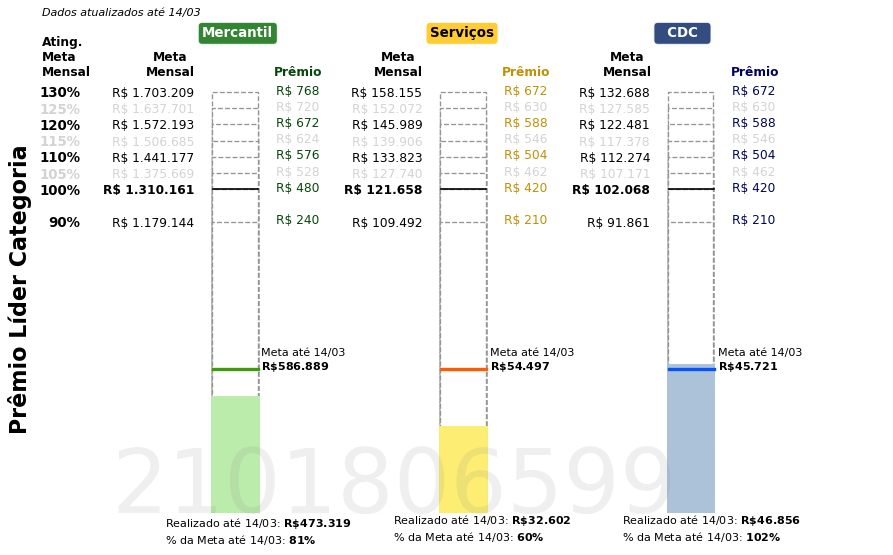 Dados atualizados até 14/03
Mercantil
Serviços
CDC
Ating.
Meta
Mensal
Meta
Mensal
Prêmio
Meta
Mensal
Prêmio
Meta
Mensal
Prêmio
130% R$ 1.703.209 R$ 768 R$ 158.155 R$ 672 R$ 132.688 R$ 672
125% R$ 1.637.701 R$ 720 R$ 152.072 R$ 630 R$ 127.585 R$ 630
120% R$ 1.572.193 R$ 672 R$ 145.989 R$ 588 R$ 122.481 R$ 588
115% R$ 1.506.685 R$ 624 R$ 139.906 R$ 546 R$ 117.378 R$ 546
110% R$ 1.441.177 R$ 576 R$ 133.823 R$ 504 R$ 112.274 R$ 504
105% R$ 1.375.669 R$ 528 R$ 127.740 R$ 462 R$ 107.171 R$ 462
100% R$ 1.310.161 R$ 480 R$ 121.658 R$ 420 R$ 102.068 R$ 420
90% R$ 1.179.144 R$ 240 R$ 109.492 R$ 210 R$ 91.861 R$ 210
Prêmio Líder Categoria
Meta até 14/03
R$586.889
Meta até 14/03
R$54.497
Meta até 14/03
R$45.721
2101806599
Realizado até 14/03: R$473.319
% da Meta até 14/03: 81%
Realizado até 14/03: R$32.602
% da Meta até 14/03: 60%
Realizado até 14/03: R$46.856
% da Meta até 14/03: 102%